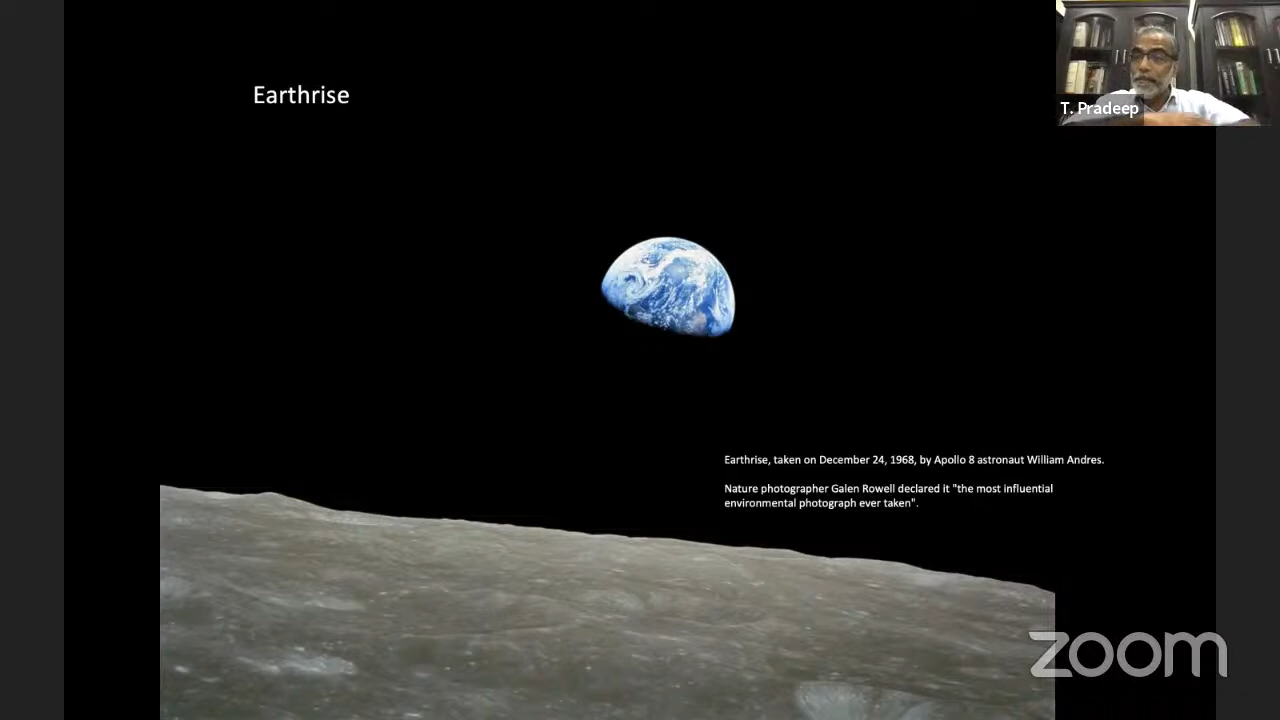 Earthrise
T. Pradeep
Earthrise, taken on December 24, 1968, by Apollo 8 astronaut William Andres.
Nature photographer Galen Rowell declared it "the most influential
environmental photograph ever taken".
zoom